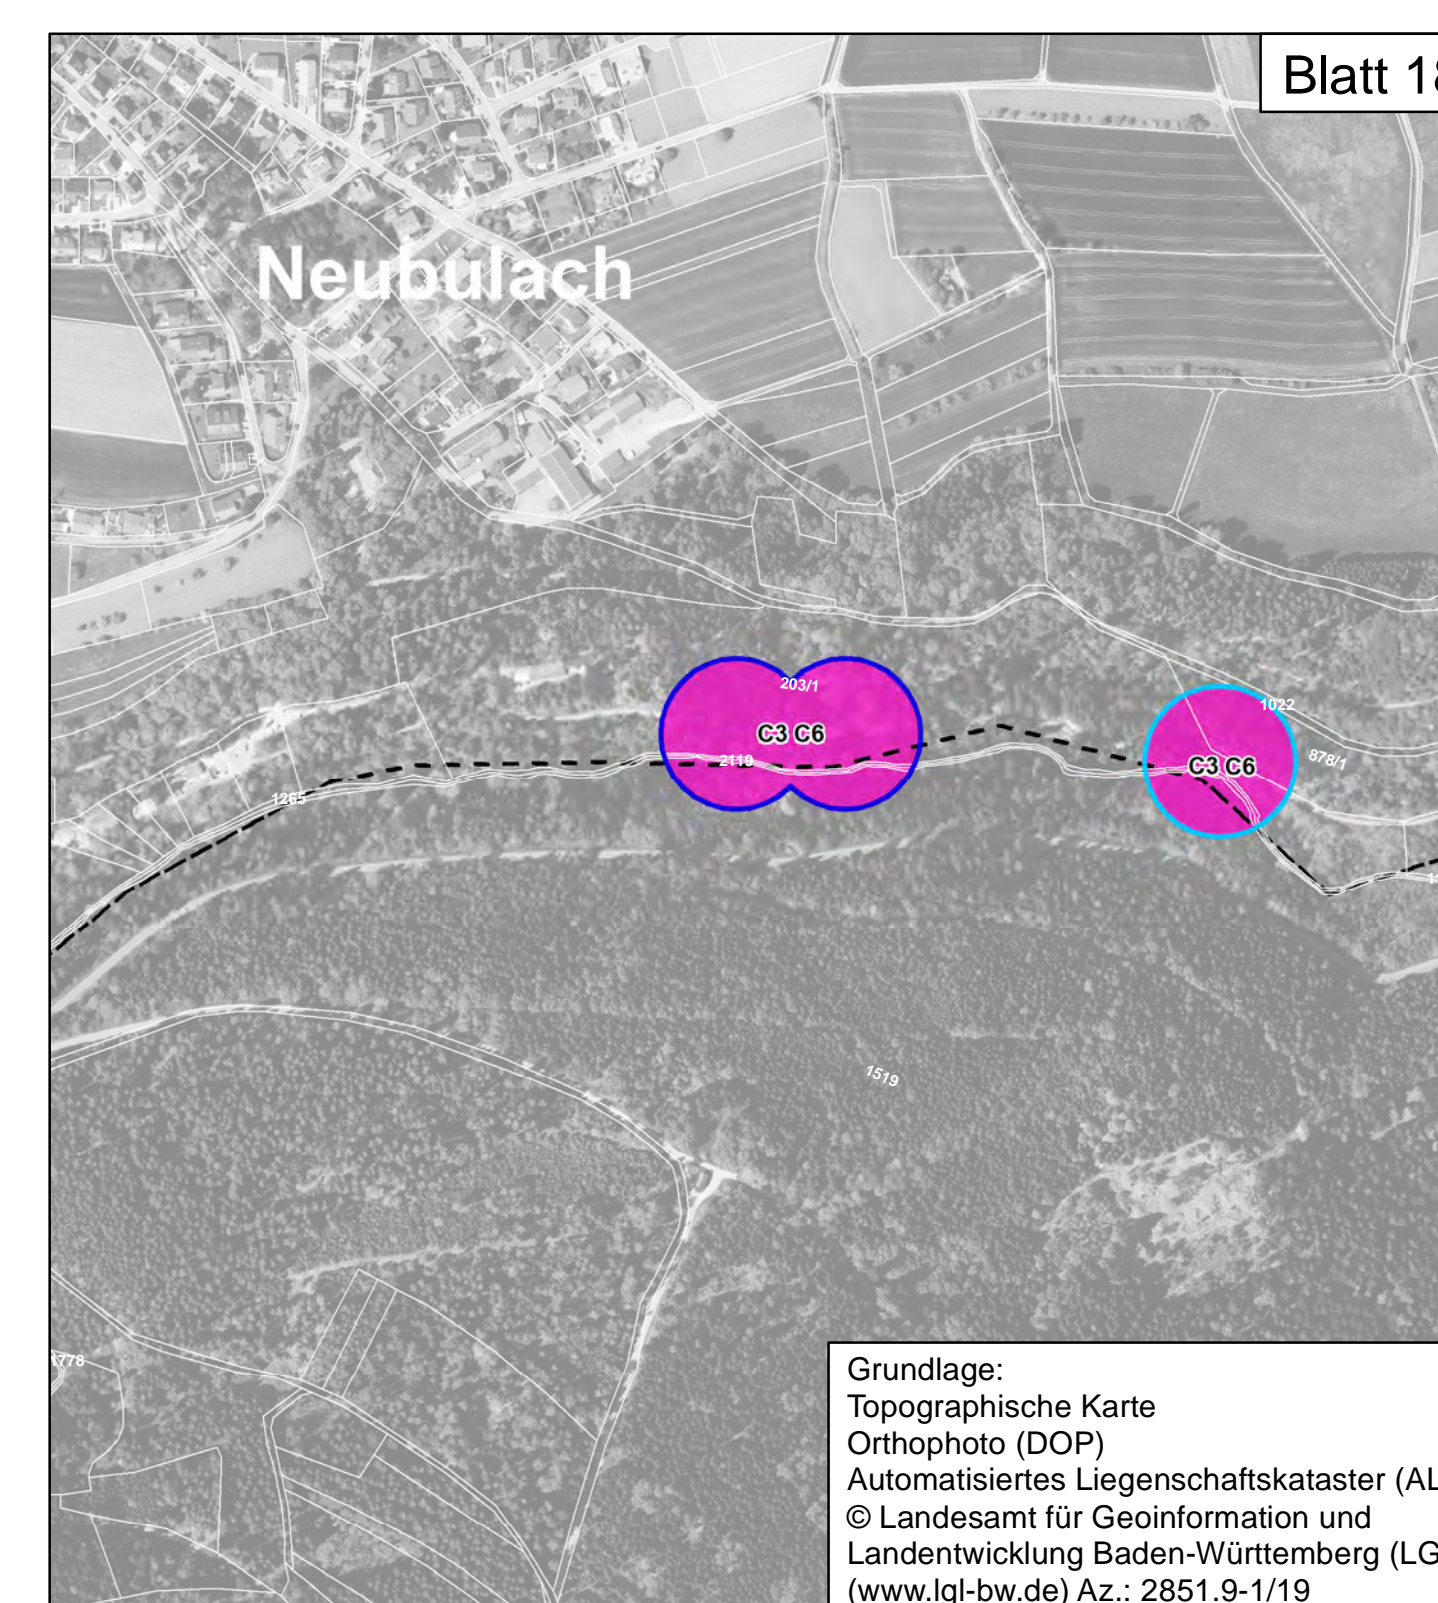 Blatt 18
Neubulach
203/1
C3 C6
2119
1022
878/1
C3 C6
1265
1519
1778
Grundlage:
Topographische Karte
Orthophoto (DOP)
Automatisiertes Liegenschaftskataster (AL
© Landesamt für Geoinformation und
Landentwicklung Baden-Württemberg (LG
(www.lgl-bw.de) Az.: 2851.9-1/19